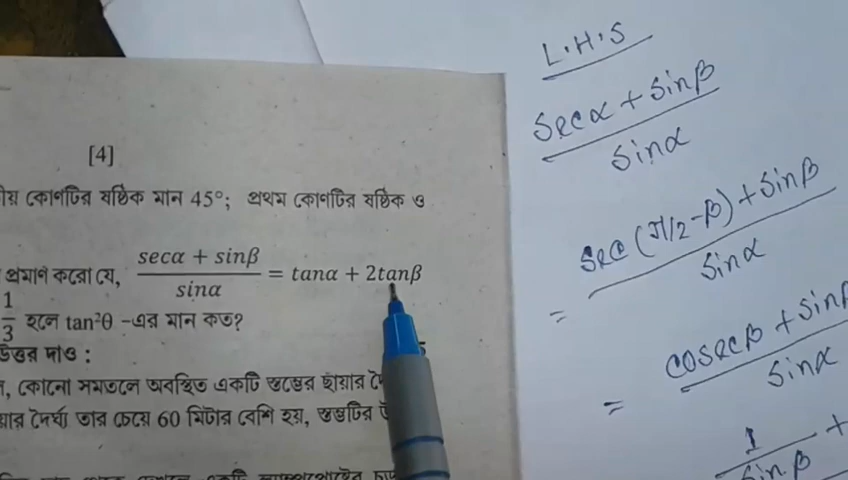 [4]
কোণটির ষষ্ঠিক মান 45°; প্রথম কোণটির ষষ্ঠিক ও
প্রমাণ করো যে, (secα + sinβ)/sinα = tanα + 2tanβ
1/3 হলে tan²θ -এর মান কত?
উত্তর দাও :
কোনো সমতলে অবস্থিত একটি স্তম্ভের ছায়ার
দৈর্ঘ্য তার চেয়ে 60 মিটার বেশি হয়, স্তম্ভটির
L.H.S
(secα + sinβ)/sinα
= (sec(π/2-β) + sinβ)/sinα
= (cosecβ + sinβ)/sinα
1/sinβ +